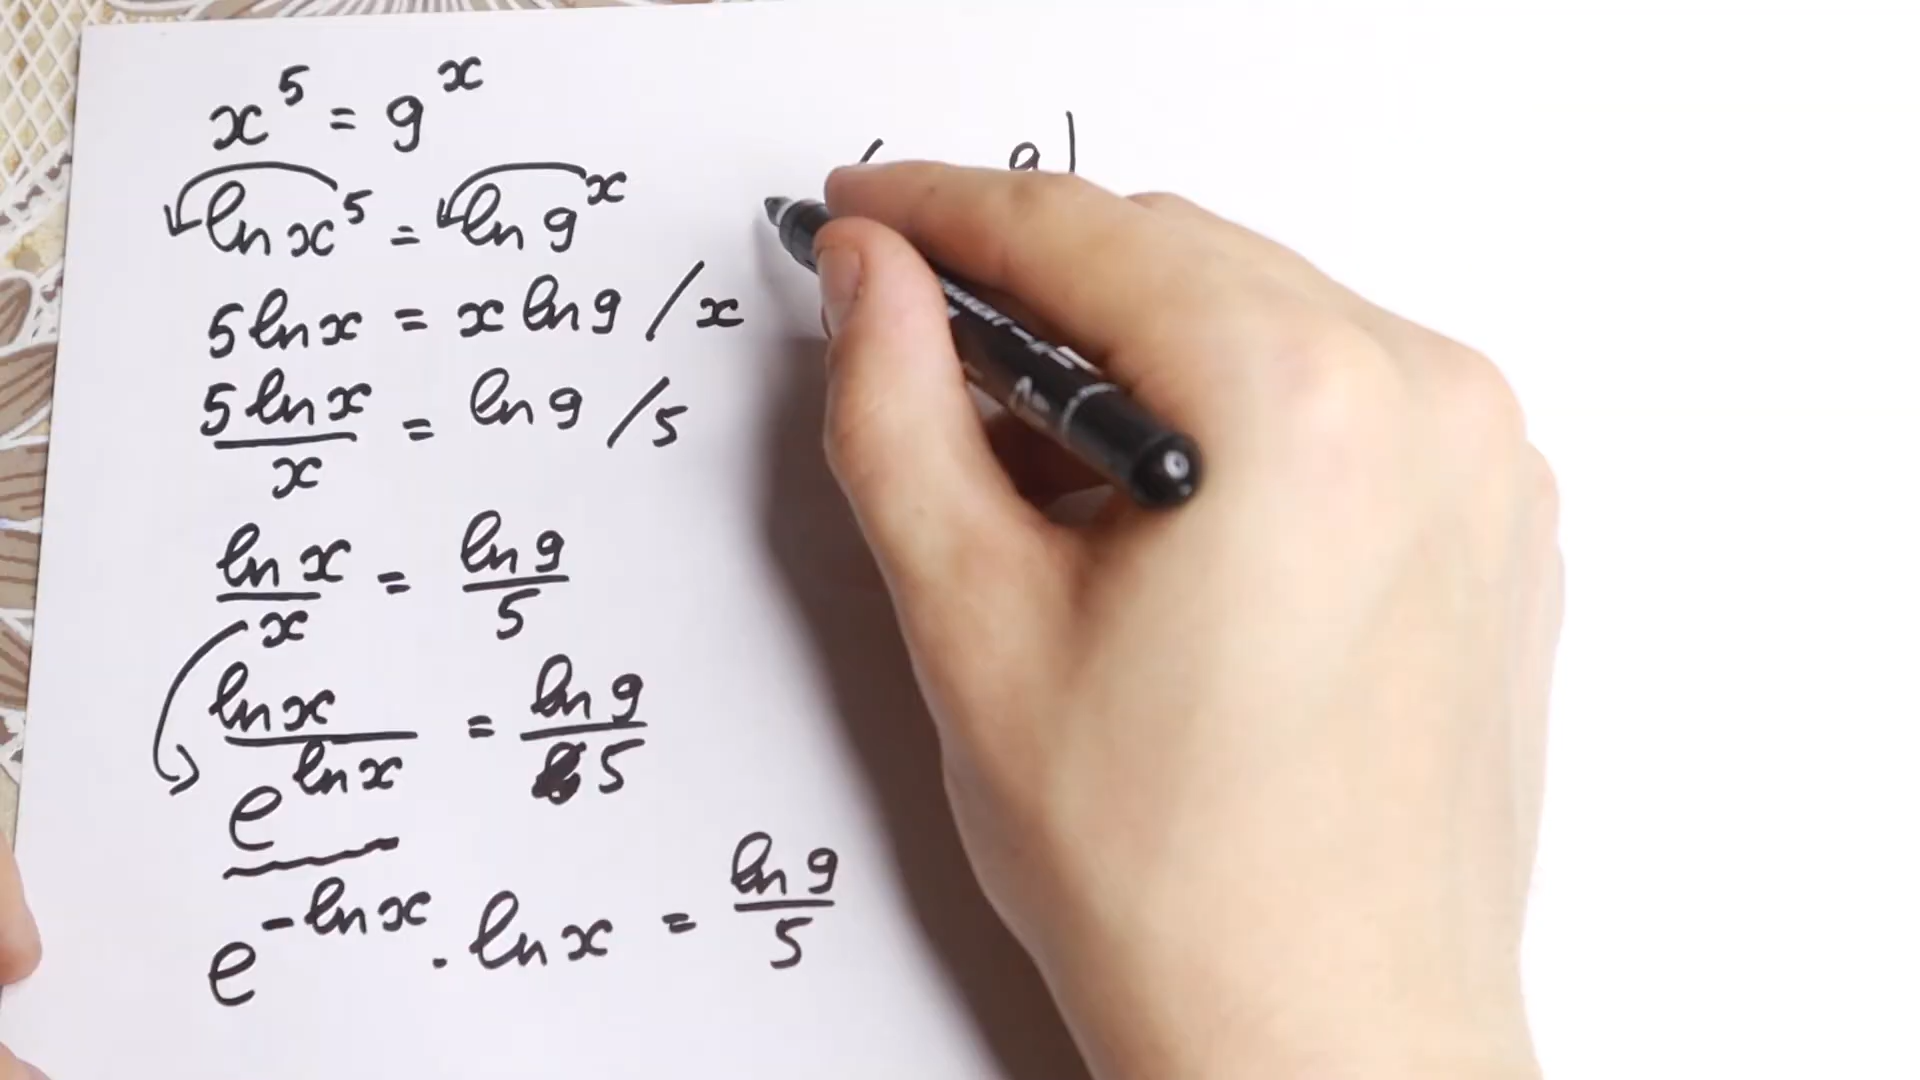 x^5 = 9^x
ln x^5 = ln 9^x
5 ln x = x ln 9 / x
5 ln x / x = ln 9 / 5
ln x / x = ln 9 / 5
ln x / e^ln x = ln 9 / 5
e^-ln x . ln x = ln 9 / 5
9